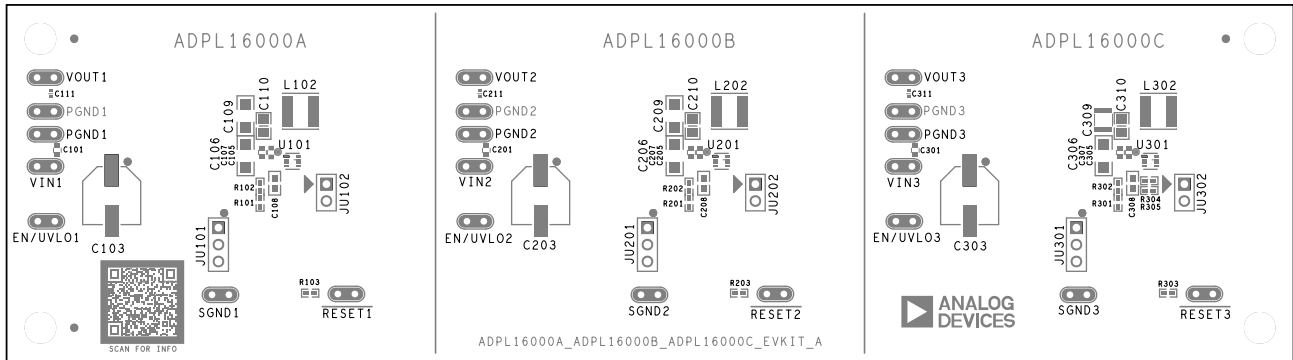 ADPL16000A
VOUT1
C111
PGND1
PGND1
C101
VIN1
EN/UVLO1
C103
C109
C110
L102
C106
C107
C105
U101
R102
R101
C108
JU102
JU101
R103
SGND1
RESET1
SCAN FOR INFO
ADPL16000B
VOUT2
C211
PGND2
PGND2
C201
VIN2
EN/UVLO2
C203
C209
C210
L202
C206
C207
C205
U201
R202
R201
C208
JU202
JU201
R203
SGND2
RESET2
ADPL16000A_ADPL16000B_ADPL16000C_EVKIT_A
ADPL16000C
VOUT3
C311
PGND3
PGND3
C301
VIN3
EN/UVLO3
C303
C309
C310
L302
C306
C307
C305
U301
R302
R301
C308
R304
R305
JU302
JU301
R303
SGND3
RESET3
ANALOG
DEVICES